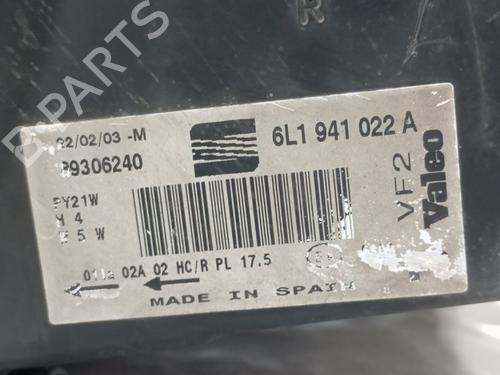 R
B PARTS
22/02/03 -M
89306240
6L1 941 022 A
PY21W
H 4
W 5 W
VF2
Valeo
02A 02 HC/R PL 17.5
MADE IN SPAIN